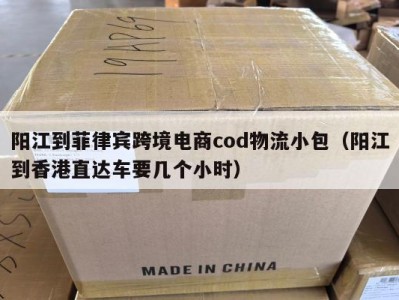 19AP69
阳江到菲律宾跨境电商cod物流小包（阳江
到香港直达车要几个小时）
MADE IN CHINA